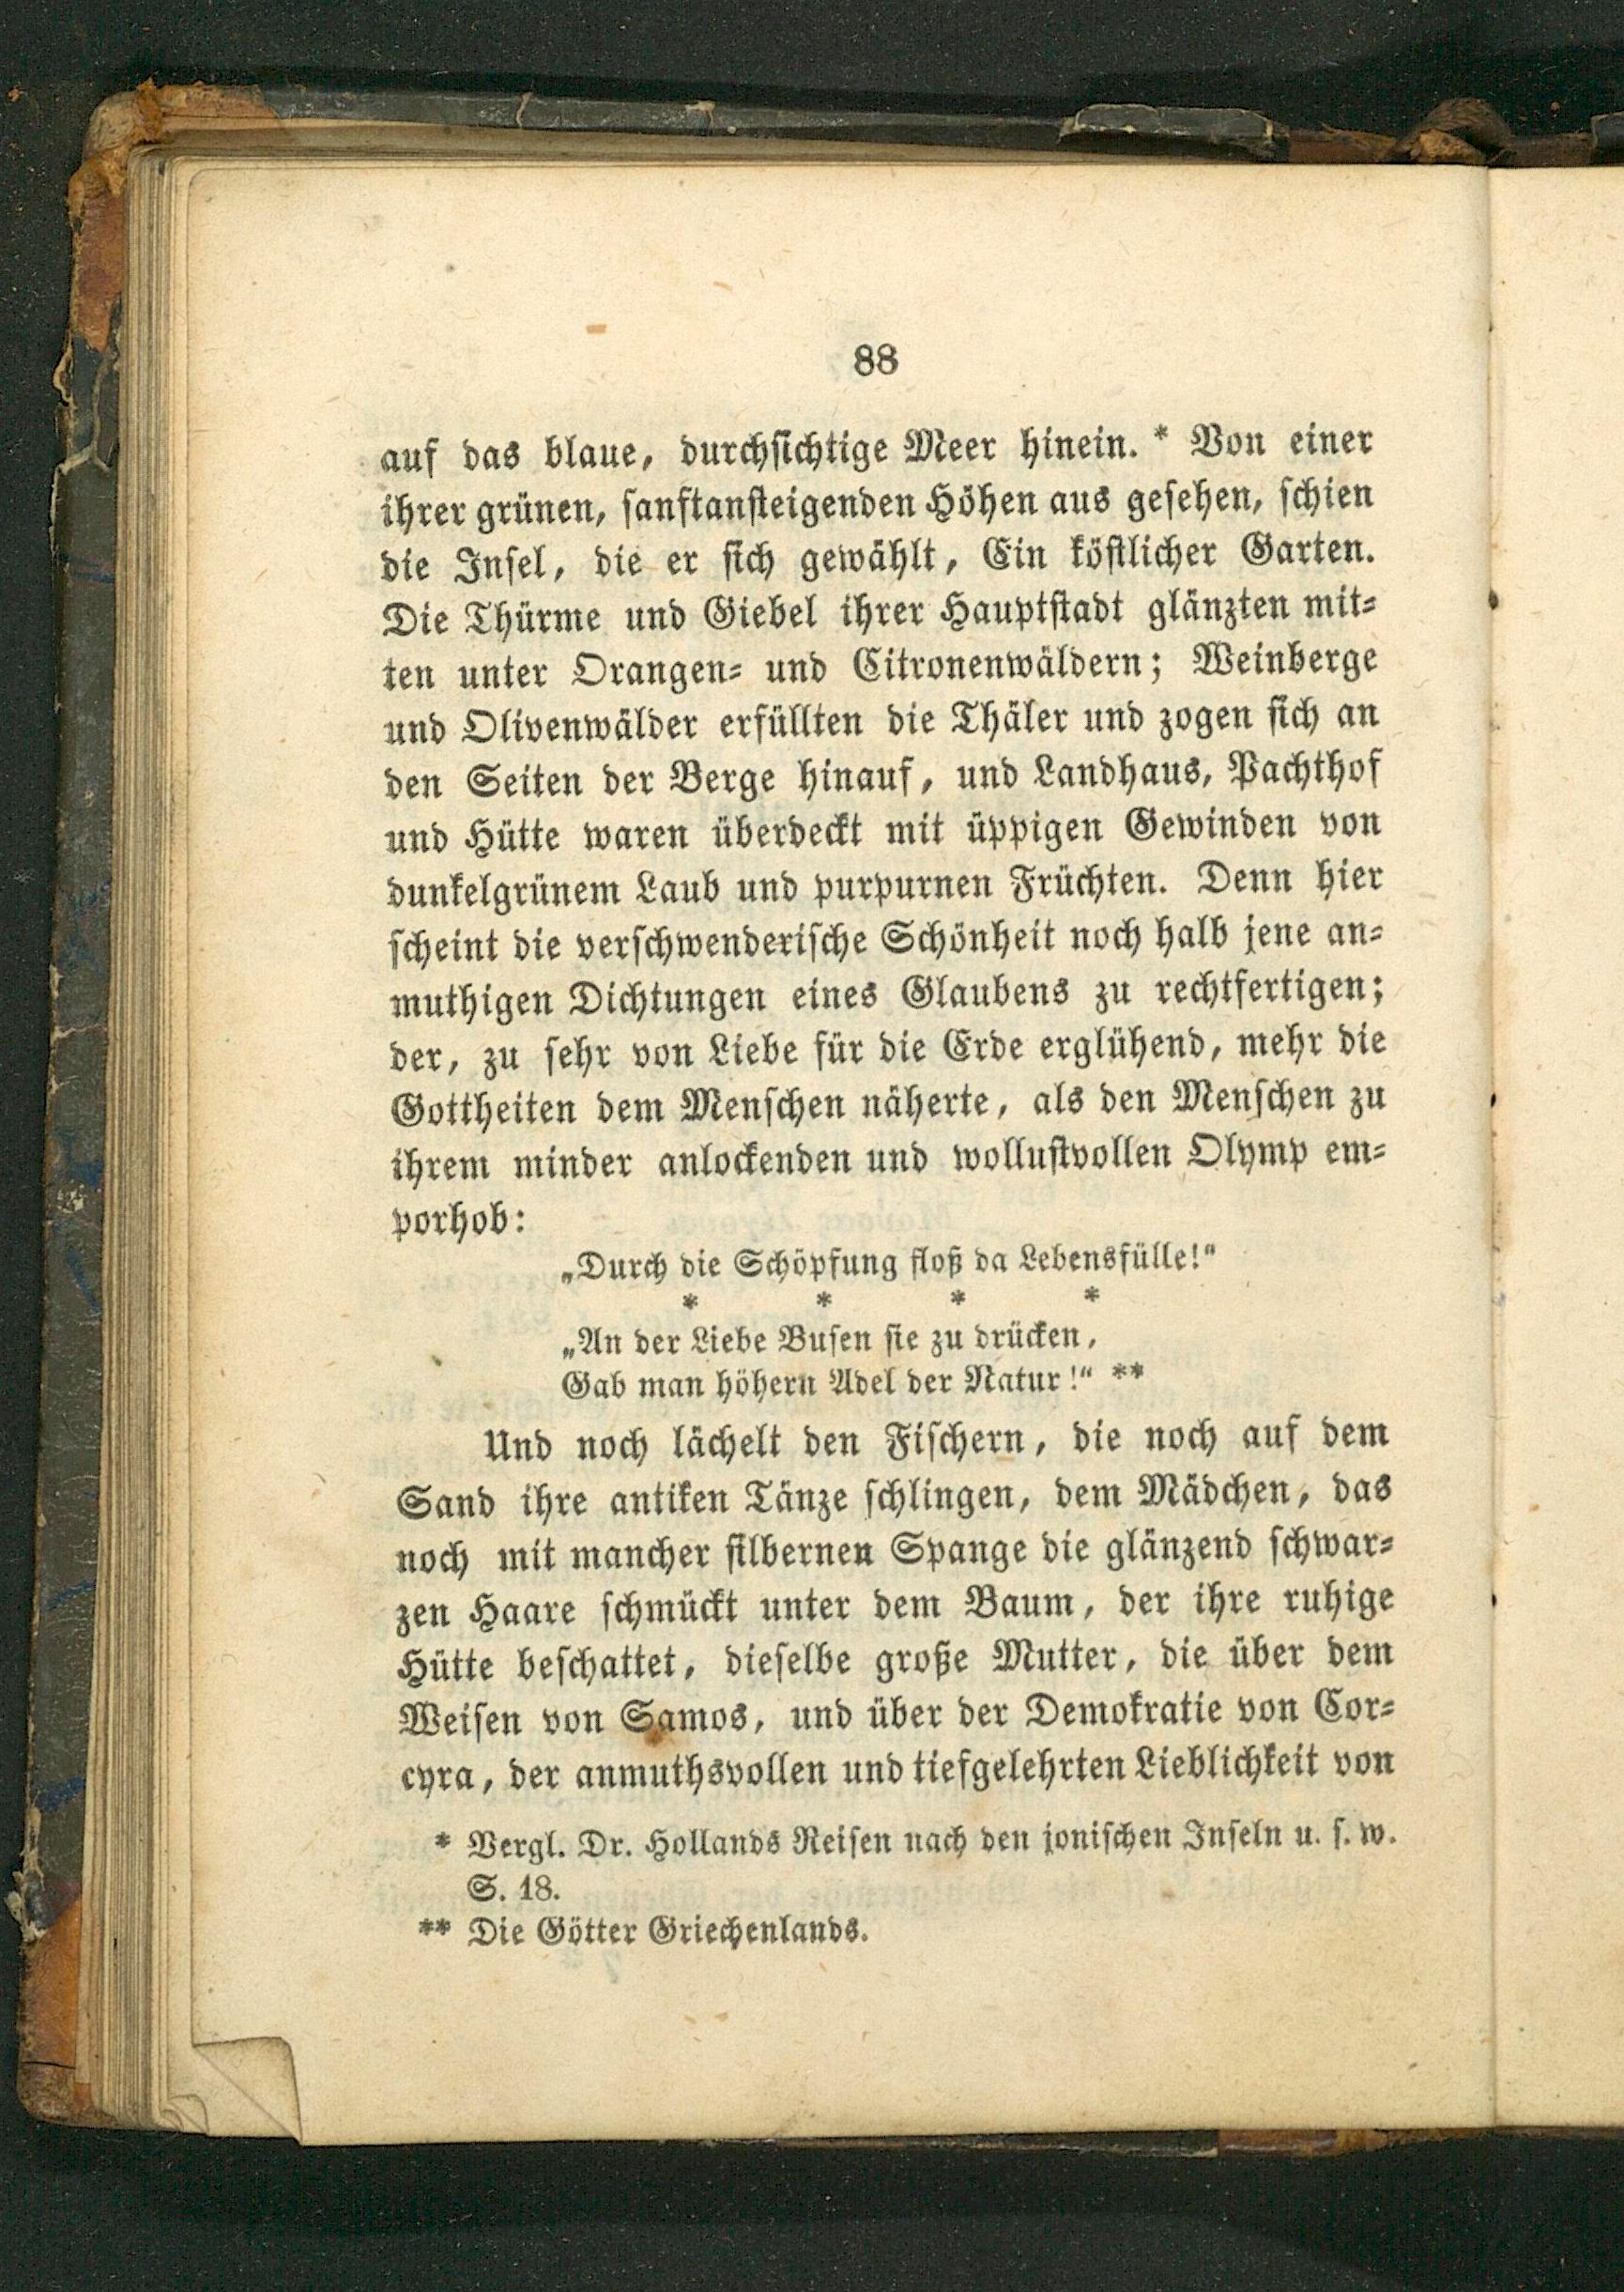 88
auf das blaue, durchsichtige Meer hinein. * Von einer
ihrer grünen, sanftansteigenden Höhen aus gesehen, schien
die Insel, die er sich gewählt, Ein köstlicher Garten.
Die Thürme und Giebel ihrer Hauptstadt glänzten mit-
ten unter Orangen- und Citronenwäldern; Weinberge
und Olivenwälder erfüllten die Thäler und zogen sich an
den Seiten der Berge hinauf, und Landhaus, Pachthof
und Hütte waren überdeckt mit üppigen Gewinden von
dunkelgrünem Laub und purpurnen Früchten. Denn hier
scheint die verschwenderische Schönheit noch halb jene an-
muthigen Dichtungen eines Glaubens zu rechtfertigen;
der, zu sehr von Liebe für die Erde erglühend, mehr die
Gottheiten dem Menschen näherte, als den Menschen zu
ihrem minder anlockenden und wollustvollen Olymp em-
porhob:
„Durch die Schöpfung floß da Lebensfülle!“
* * * *
„An der Liebe Busen sie zu drücken,
Gab man höhern Adel der Natur!“ **
Und noch lächelt den Fischern, die noch auf dem
Sand ihre antiken Tänze schlingen, dem Mädchen, das
noch mit mancher silbernen Spange die glänzend schwar-
zen Haare schmückt unter dem Baum, der ihre ruhige
Hütte beschattet, dieselbe große Mutter, die über dem
Weisen von Samos, und über der Demokratie von Cor-
cyra, der anmuthsvollen und tiefgelehrten Lieblichkeit von
* Vergl. Dr. Hollands Reisen nach den jonischen Inseln u. s. w.
S. 18.
** Die Götter Griechenlands.